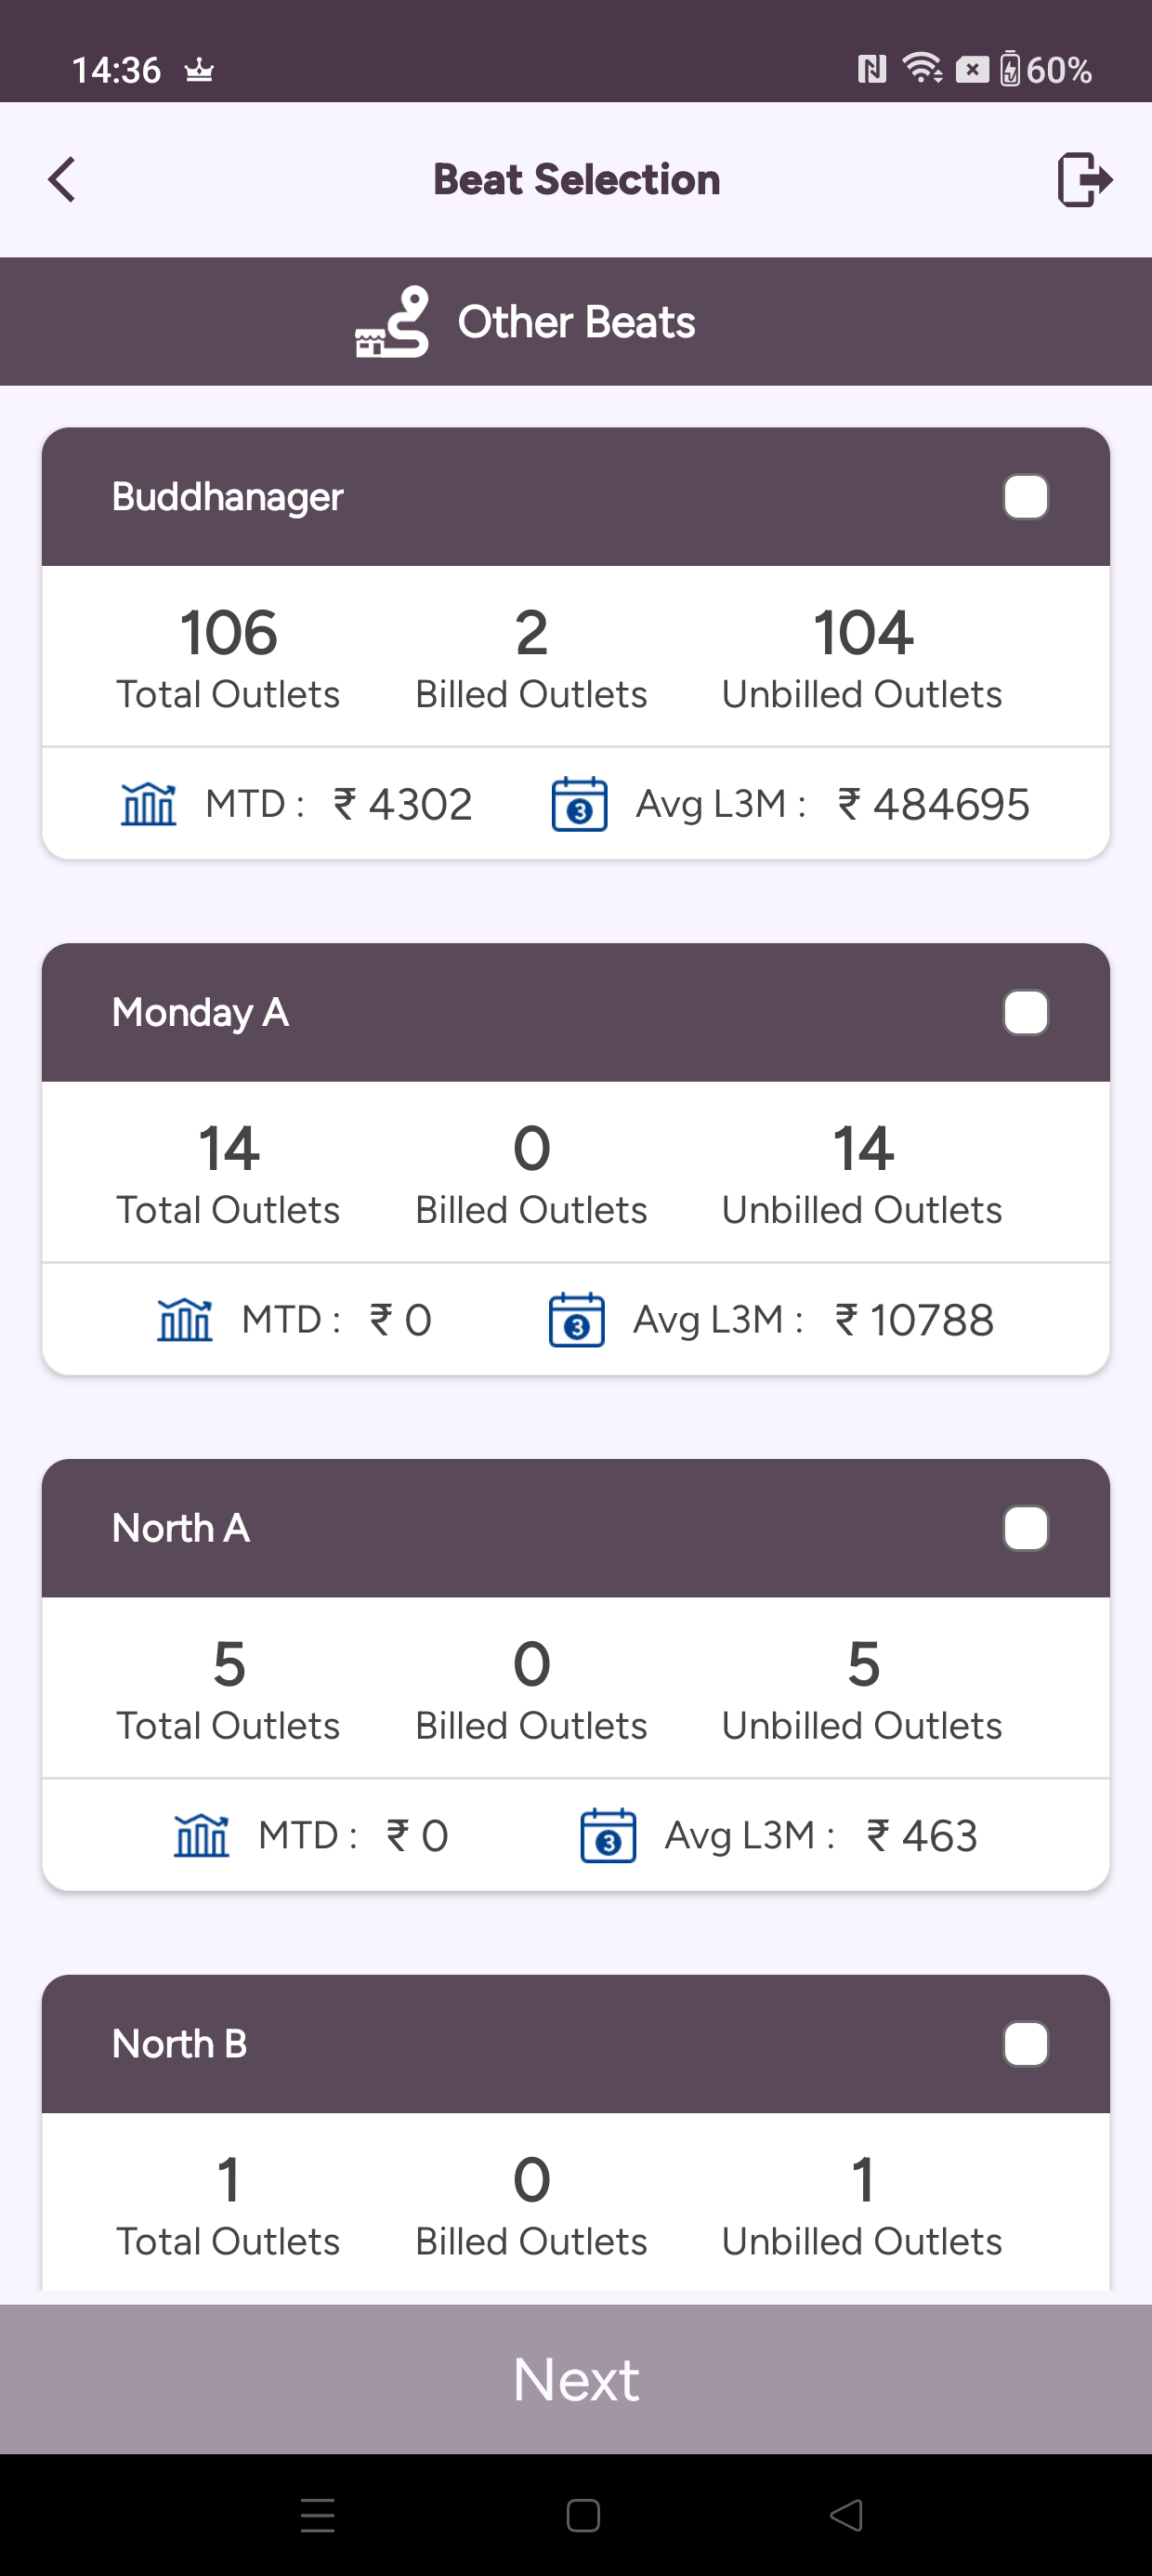 14:36 60%
Beat Selection
Other Beats
Buddhanager
106 2 104
Total Outlets Billed Outlets Unbilled Outlets
MTD : ₹ 4302 3 Avg L3M : ₹ 484695
Monday A
14 0 14
Total Outlets Billed Outlets Unbilled Outlets
MTD : ₹ 0 3 Avg L3M : ₹ 10788
North A
5 0 5
Total Outlets Billed Outlets Unbilled Outlets
MTD : ₹ 0 3 Avg L3M : ₹ 463
North B
1 0 1
Total Outlets Billed Outlets Unbilled Outlets
Next